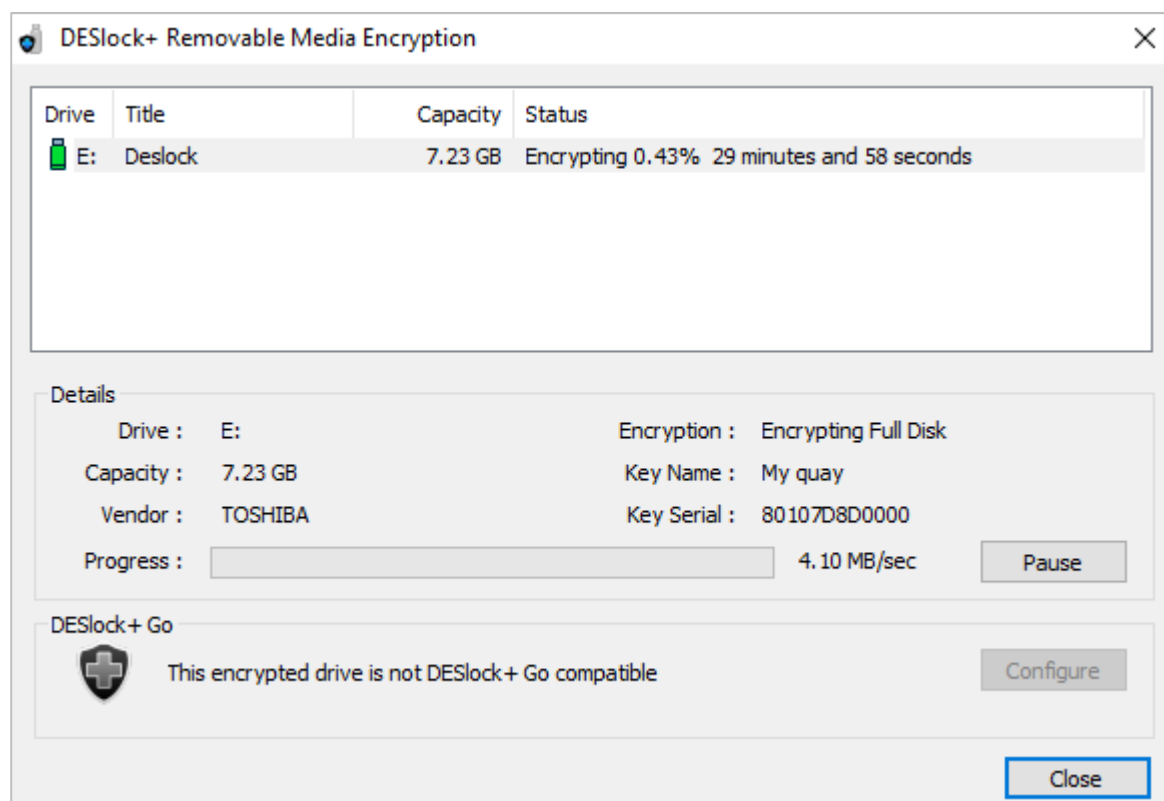 DESlock+ Removable Media Encryption
Drive Title Capacity Status
E: Deslock 7.23 GB Encrypting 0.43% 29 minutes and 58 seconds
Details
Drive : E: Encryption : Encrypting Full Disk
Capacity : 7.23 GB Key Name : My quay
Vendor : TOSHIBA Key Serial : 80107D8D0000
Progress : 4.10 MB/sec Pause
DESlock+ Go
This encrypted drive is not DESlock+ Go compatible Configure
Close